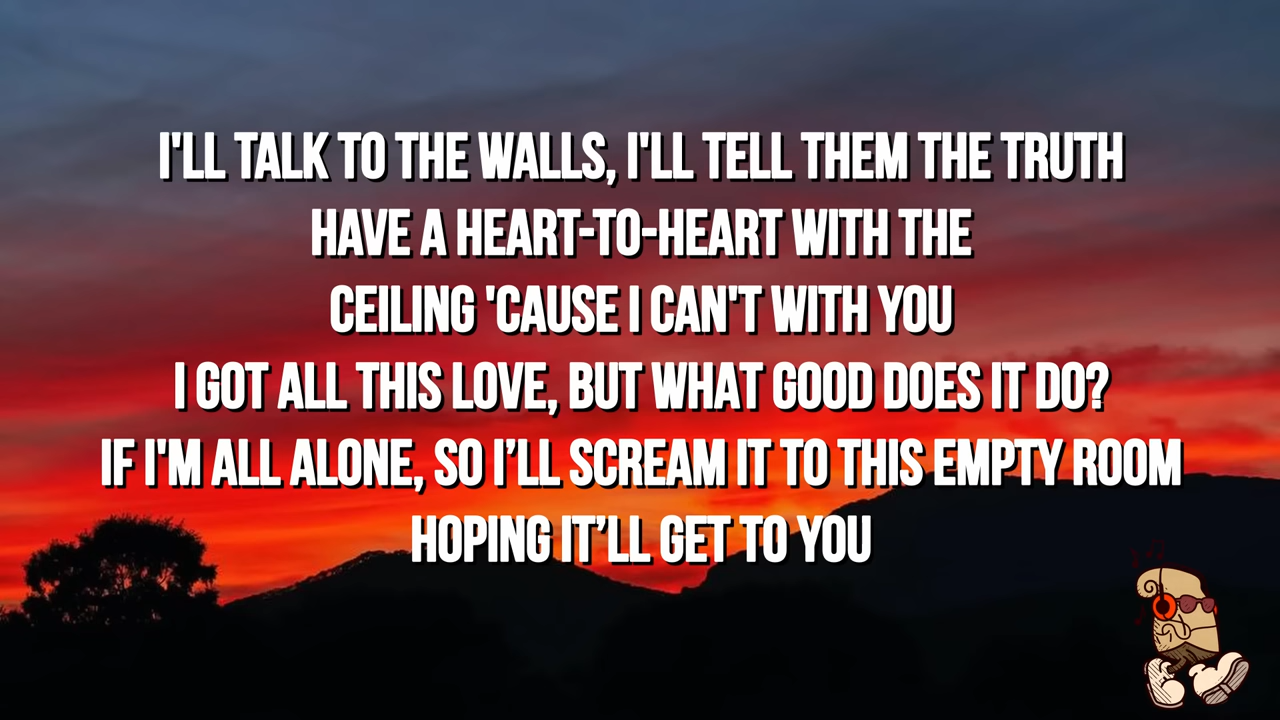 I'LL TALK TO THE WALLS, I'LL TELL THEM THE TRUTH
HAVE A HEART-TO-HEART WITH THE
CEILING 'CAUSE I CAN'T WITH YOU
I GOT ALL THIS LOVE, BUT WHAT GOOD DOES IT DO?
IF I'M ALL ALONE, SO I’LL SCREAM IT TO THIS EMPTY ROOM
HOPING IT’LL GET TO YOU